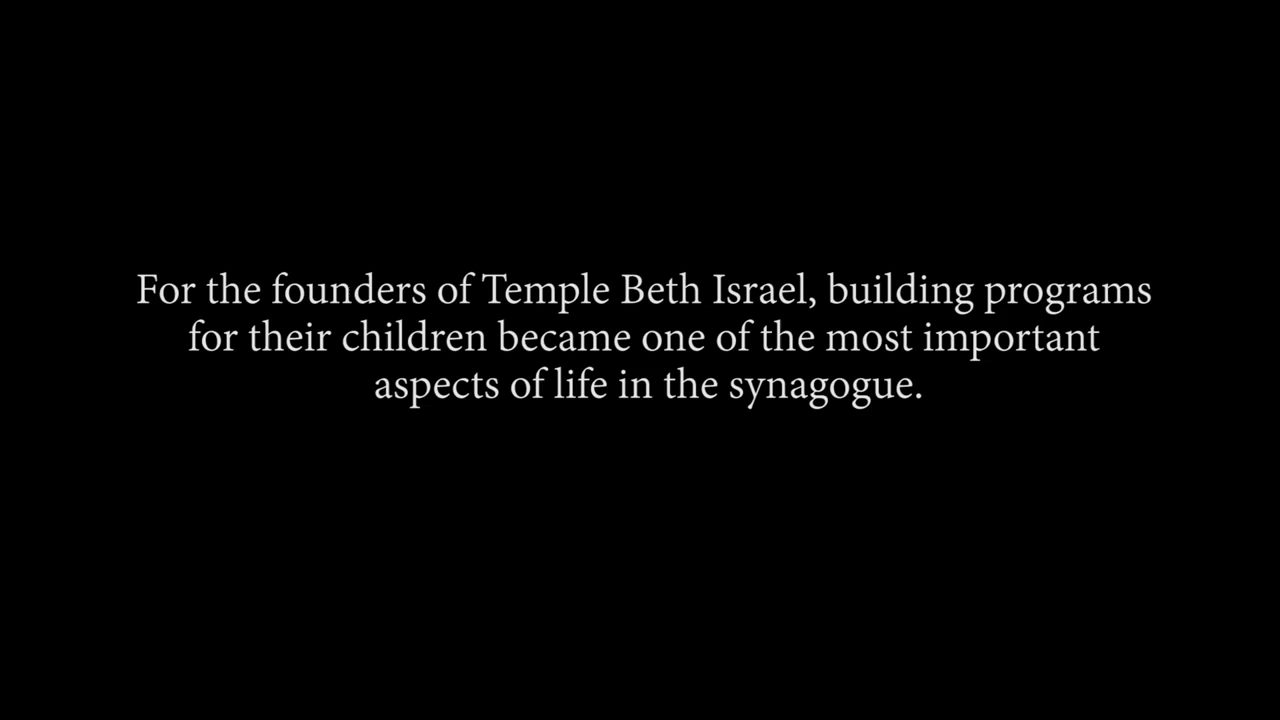 For the founders of Temple Beth Israel, building programs
for their children became one of the most important
aspects of life in the synagogue.